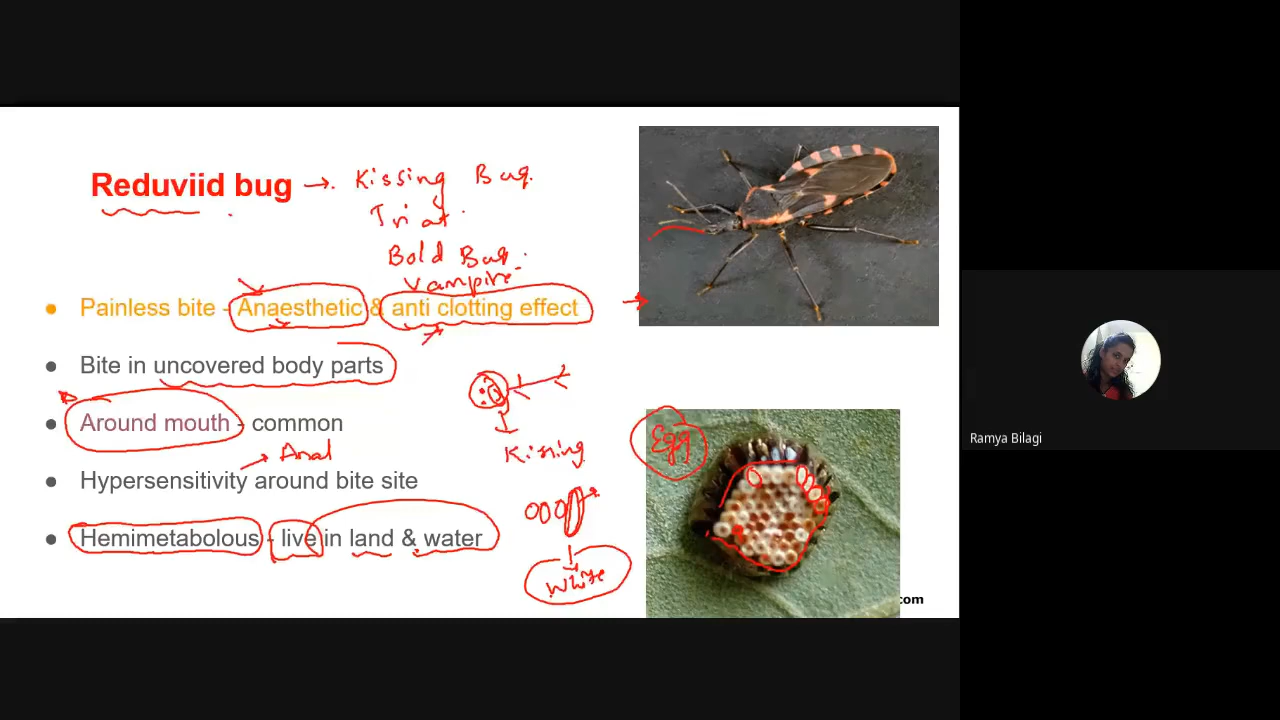 Reduviid bug → Kissing Bug.
Triat.
Bold Bug.
Vampire
● Painless bite - Anaesthetic & anti clotting effect
● Bite in uncovered body parts
● Around mouth - common
Kissing
Anal
● Hypersensitivity around bite site
● Hemimetabolous - live in land & water
White
Egg
com
Ramya Bilagi